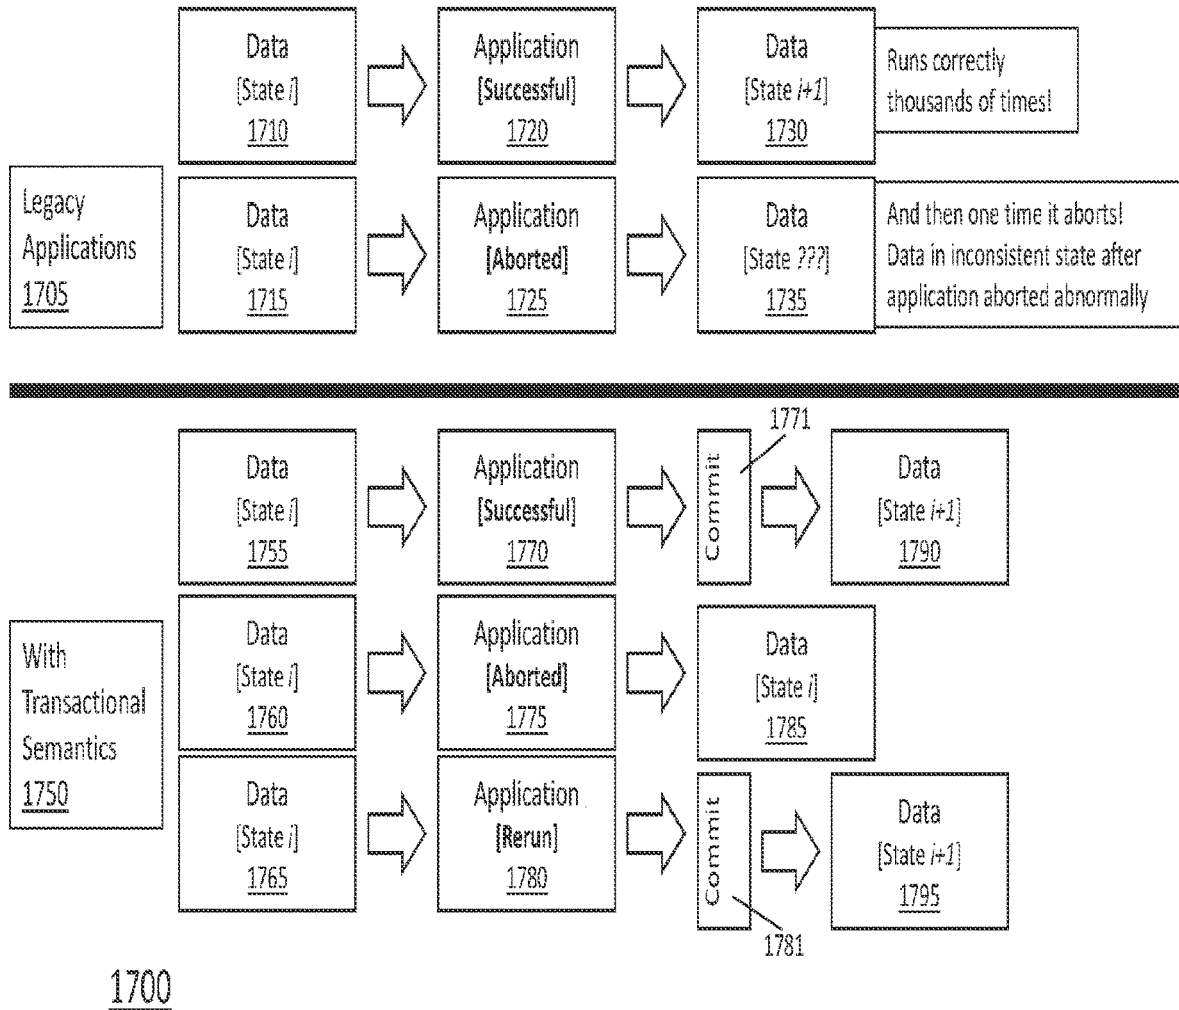 Data
[State i]
1710
Application
[Successful]
1720
Data
[State i+1]
1730
Runs correctly
thousands of times!
Legacy
Applications
1705
Data
[State i]
1715
Application
[Aborted]
1725
Data
[State ???]
1735
And then one time it aborts!
Data in inconsistent state after
application aborted abnormally
Data
[State i]
1755
Application
[Successful]
1770
Commit
1771
Data
[State i+1]
1790
With
Transactional
Semantics
1750
Data
[State i]
1760
Application
[Aborted]
1775
Data
[State i]
1785
Data
[State i]
1765
Application
[Rerun]
1780
Commit
1781
Data
[State i+1]
1795
1700